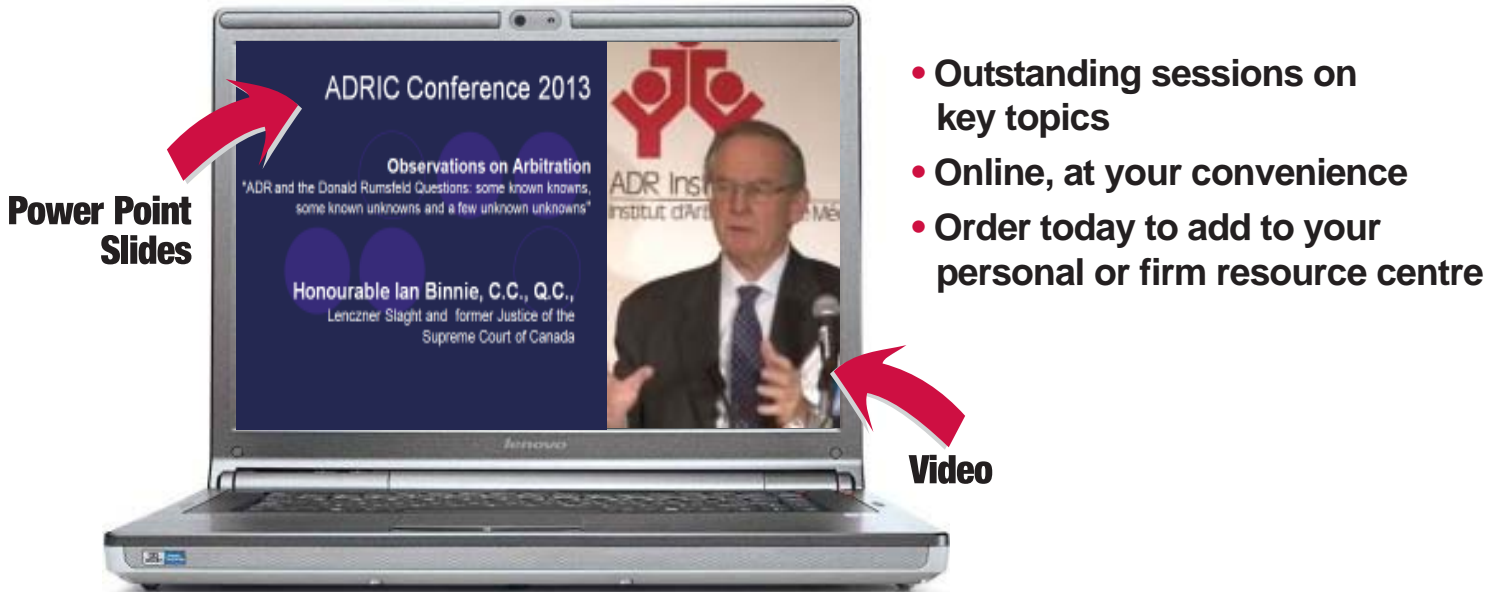 ADRIC Conference 2013
Observations on Arbitration
"ADR and the Donald Rumsfeld Questions: some known knowns,
some known unknowns and a few unknown unknowns"
Honourable Ian Binnie, C.C., Q.C.,
Lenczner Slaght and former Justice of the
Supreme Court of Canada
ADR Ins
Institut d'Ar
e Mé
lenovo
Power Point
Slides
Video
• Outstanding sessions on
key topics
• Online, at your convenience
• Order today to add to your
personal or firm resource centre